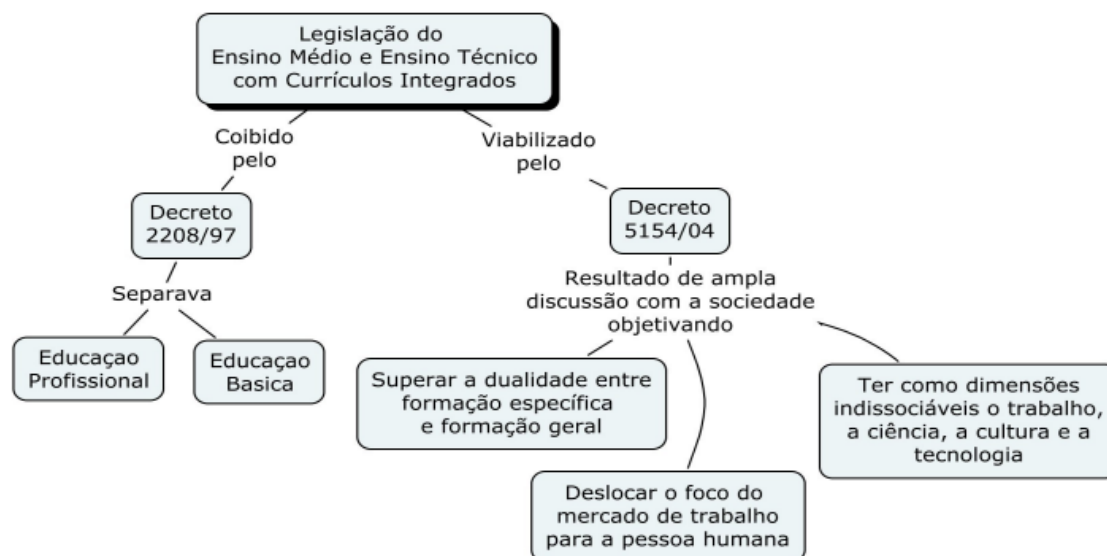 Legislação do
Ensino Médio e Ensino Técnico
com Currículos Integrados
Coibido
pelo
Viabilizado
pelo
Decreto
2208/97
Decreto
5154/04
Separava
Resultado de ampla
discussão com a sociedade
objetivando
Educaçao
Profissional
Educaçao
Basica
Superar a dualidade entre
formação específica
e formação geral
Ter como dimensões
indissociáveis o trabalho,
a ciência, a cultura e a
tecnologia
Deslocar o foco do
mercado de trabalho
para a pessoa humana